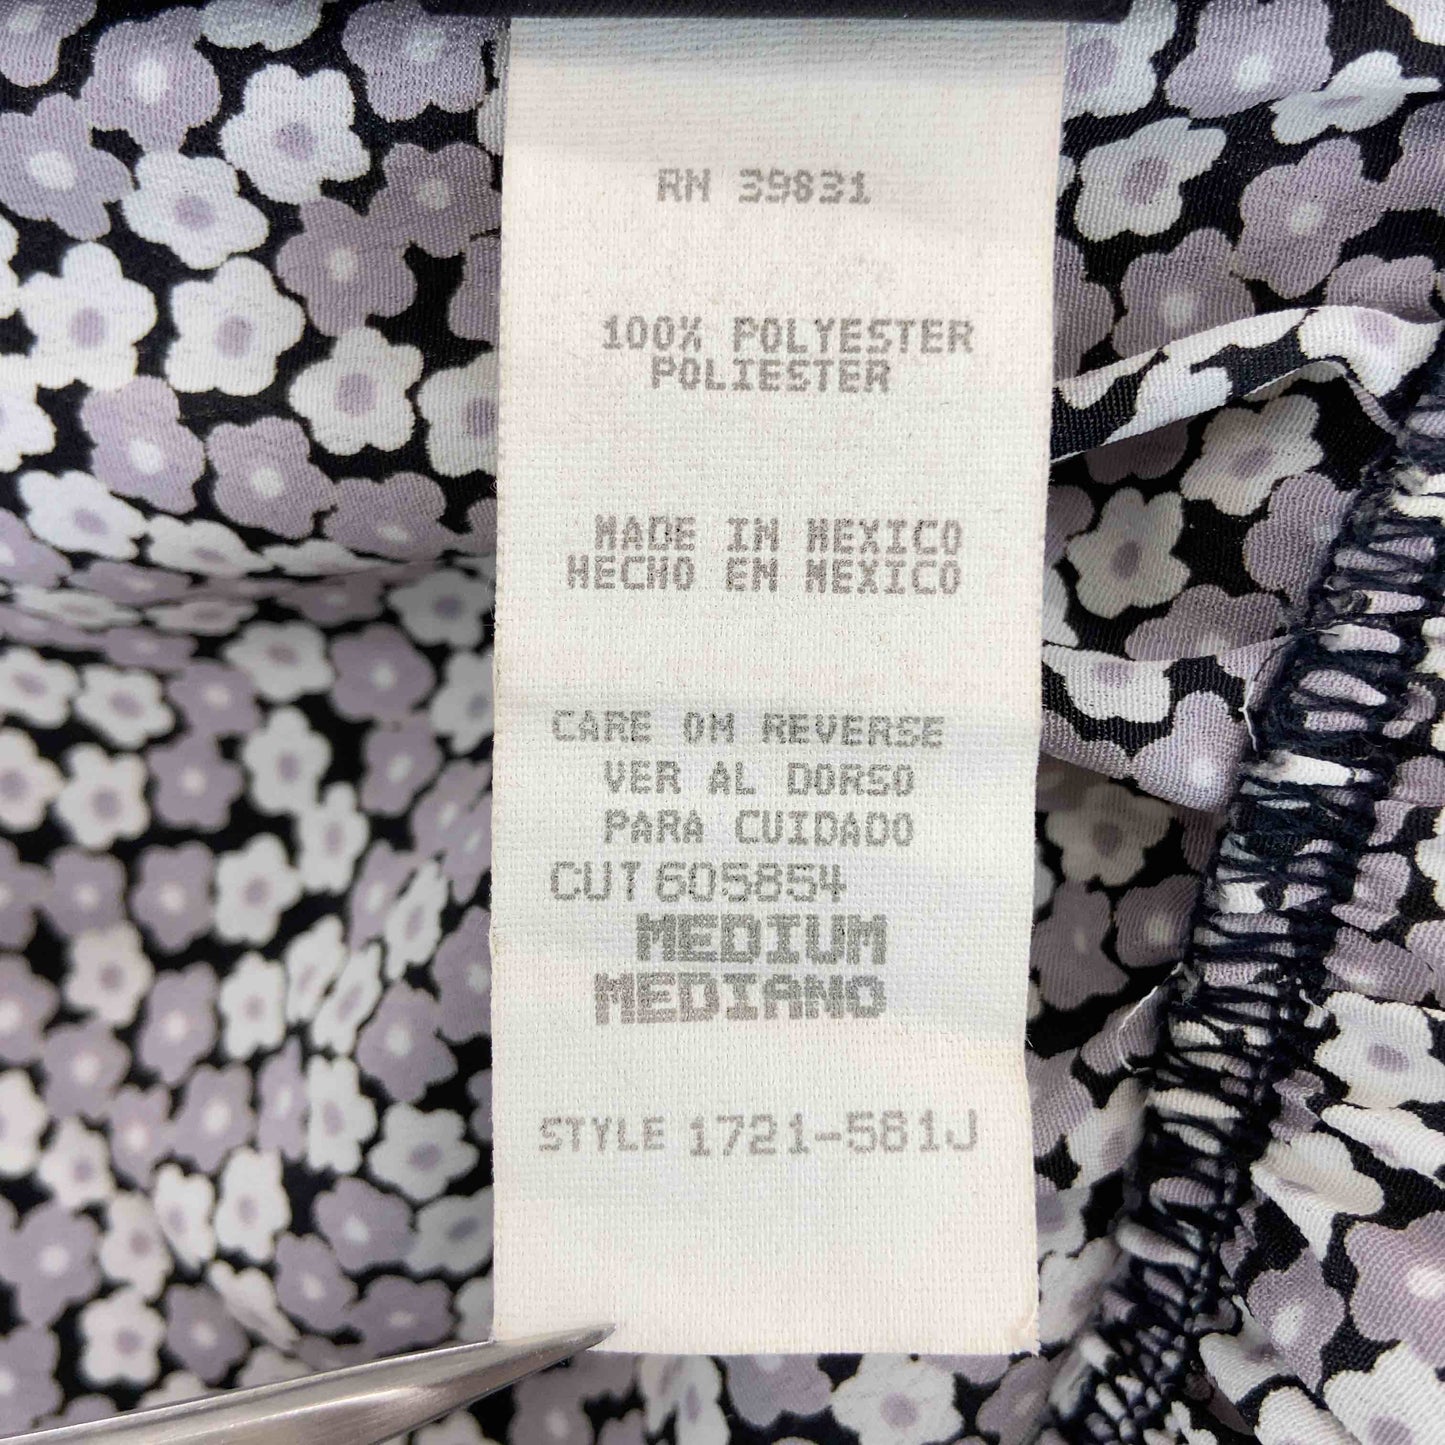 RN 39831
100% POLYESTER
POLIESTER
MADE IN MEXICO
HECHO EN MEXICO
CARE ON REVERSE
VER AL DORSO
PARA CUIDADO
CUT 605854
MEDIUM
MEDIANO
STYLE 1721-581J